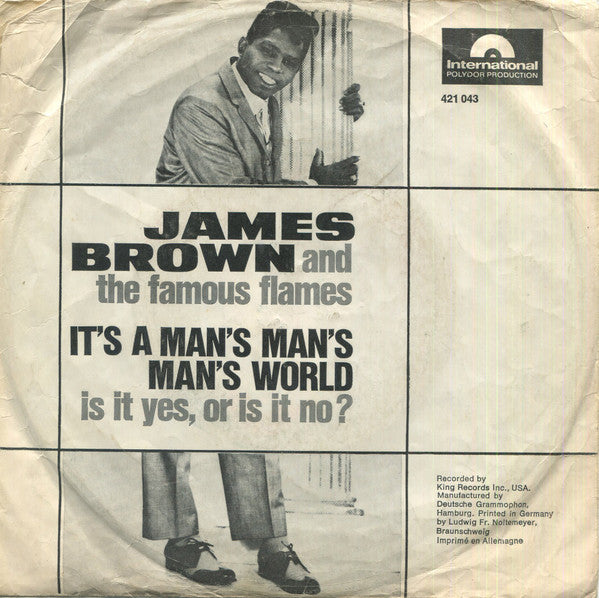 International
POLYDOR PRODUCTION
421 043
JAMES
BROWN and
the famous flames
IT'S A MAN'S MAN'S
MAN'S WORLD
is it yes, or is it no?
Recorded by
King Records Inc., USA.
Manufactured by
Deutsche Grammophon,
Hamburg. Printed in Germany
by Ludwig Fr. Noltemeyer,
Braunschweig
Imprimé en Allemagne